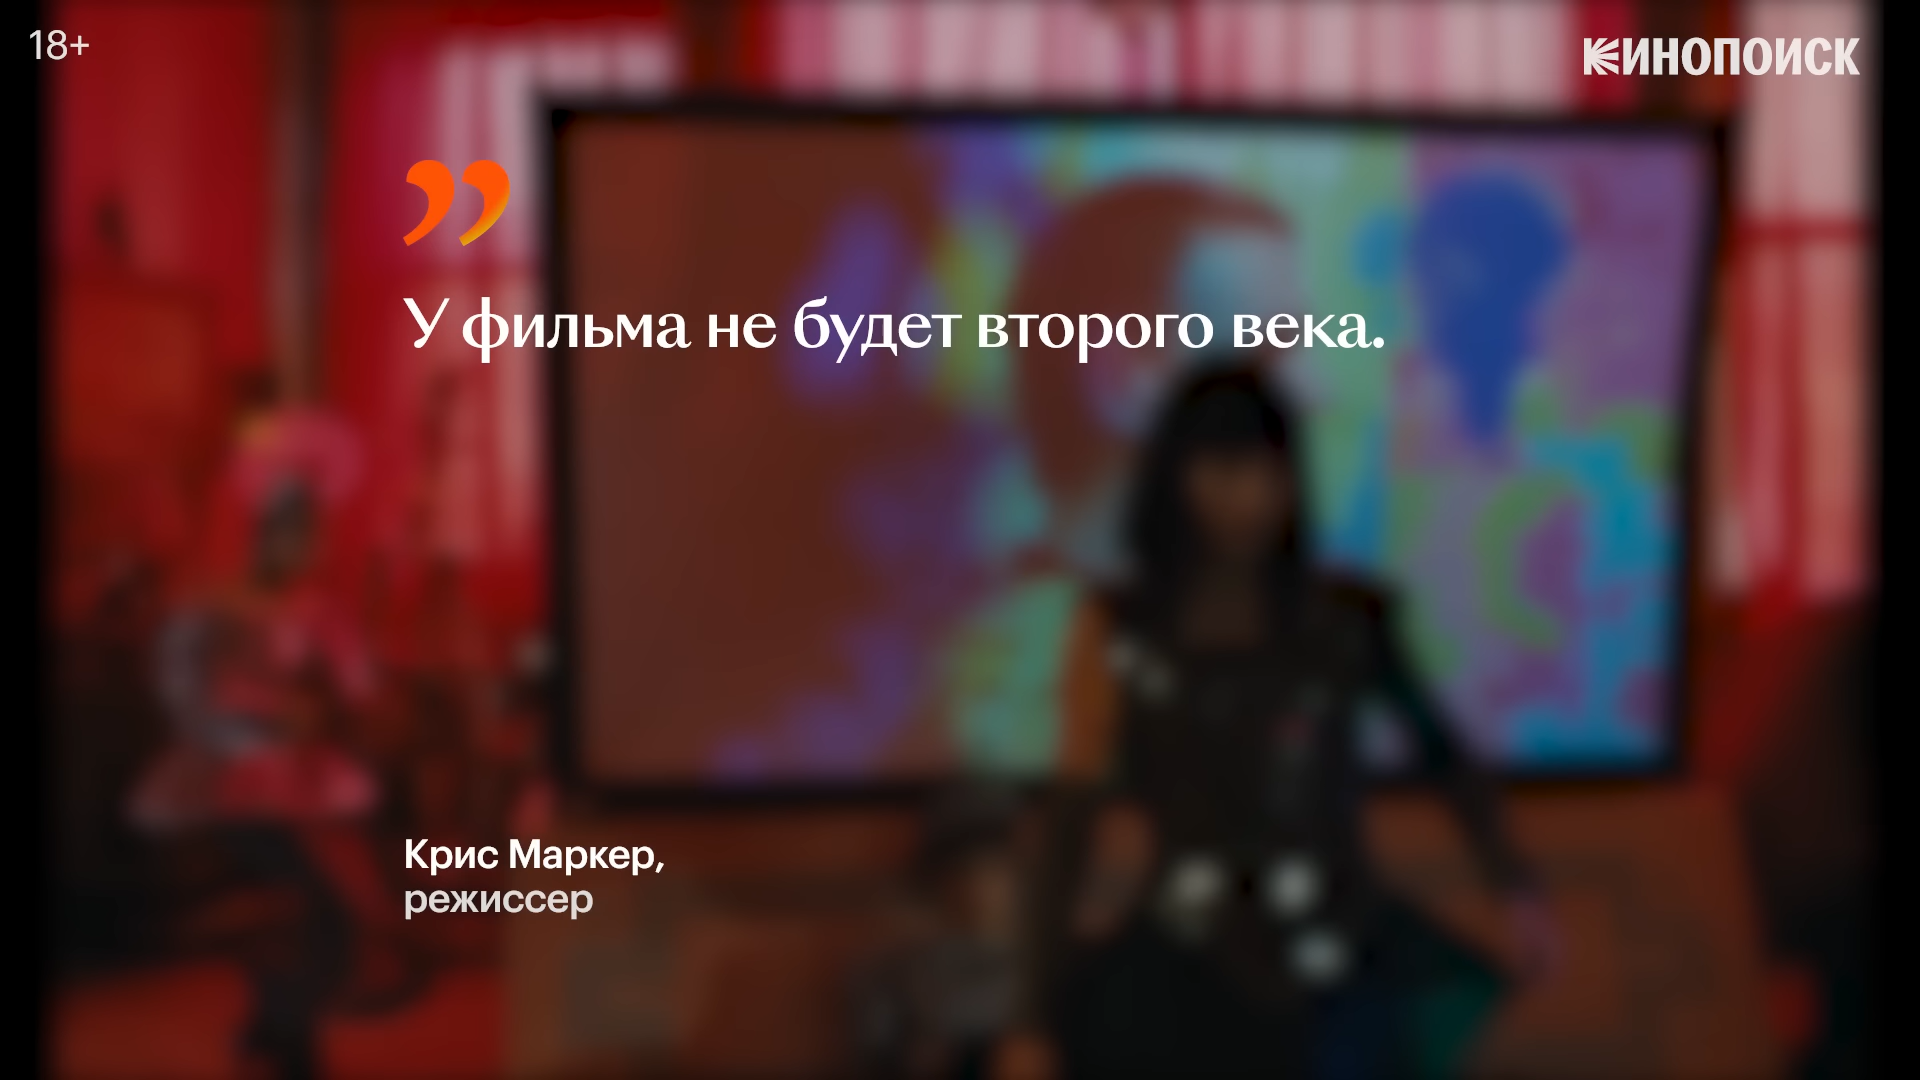 18+
КИНОПОИСК
”
У фильма не будет второго века.
Крис Маркер,
режиссер